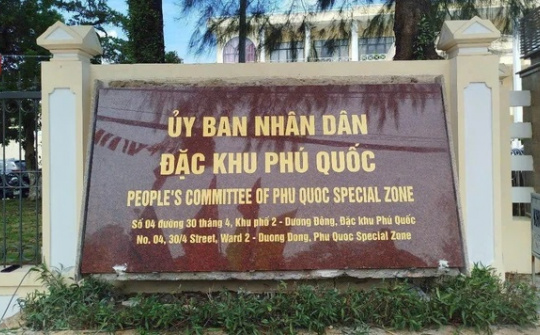 ỦY BAN NHÂN DÂN
ĐẶC KHU PHÚ QUỐC
PEOPLE'S COMMITTEE OF PHU QUOC SPECIAL ZONE
Số 04 đường 30 tháng 4, Khu phố 2 - Dương Đông, Đặc khu Phú Quốc
No. 04, 30/4 Street, Ward 2 - Duong Dong, Phu Quoc Special Zone